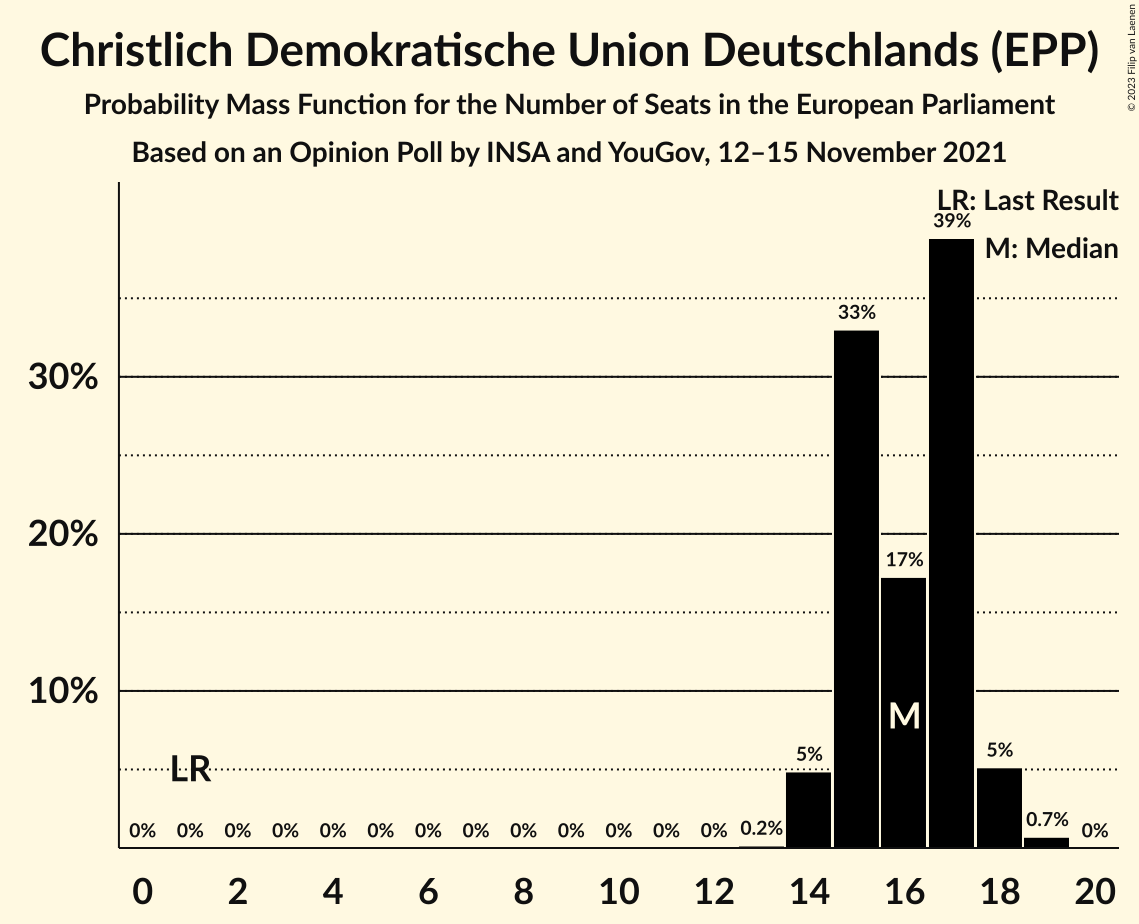 Christlich Demokratische Union Deutschlands (EPP)
Probability Mass Function for the Number of Seats in the European Parliament
Based on an Opinion Poll by INSA and YouGov, 12–15 November 2021
© 2023 Filip van Laenen
LR: Last Result
M: Median
39%
33%
30%
20%
17%
10%
M
LR
5%
5%
0% 0% 0% 0% 0% 0% 0% 0% 0% 0% 0% 0% 0% 0.2% 0.7% 0%
0 2 4 6 8 10 12 14 16 18 20